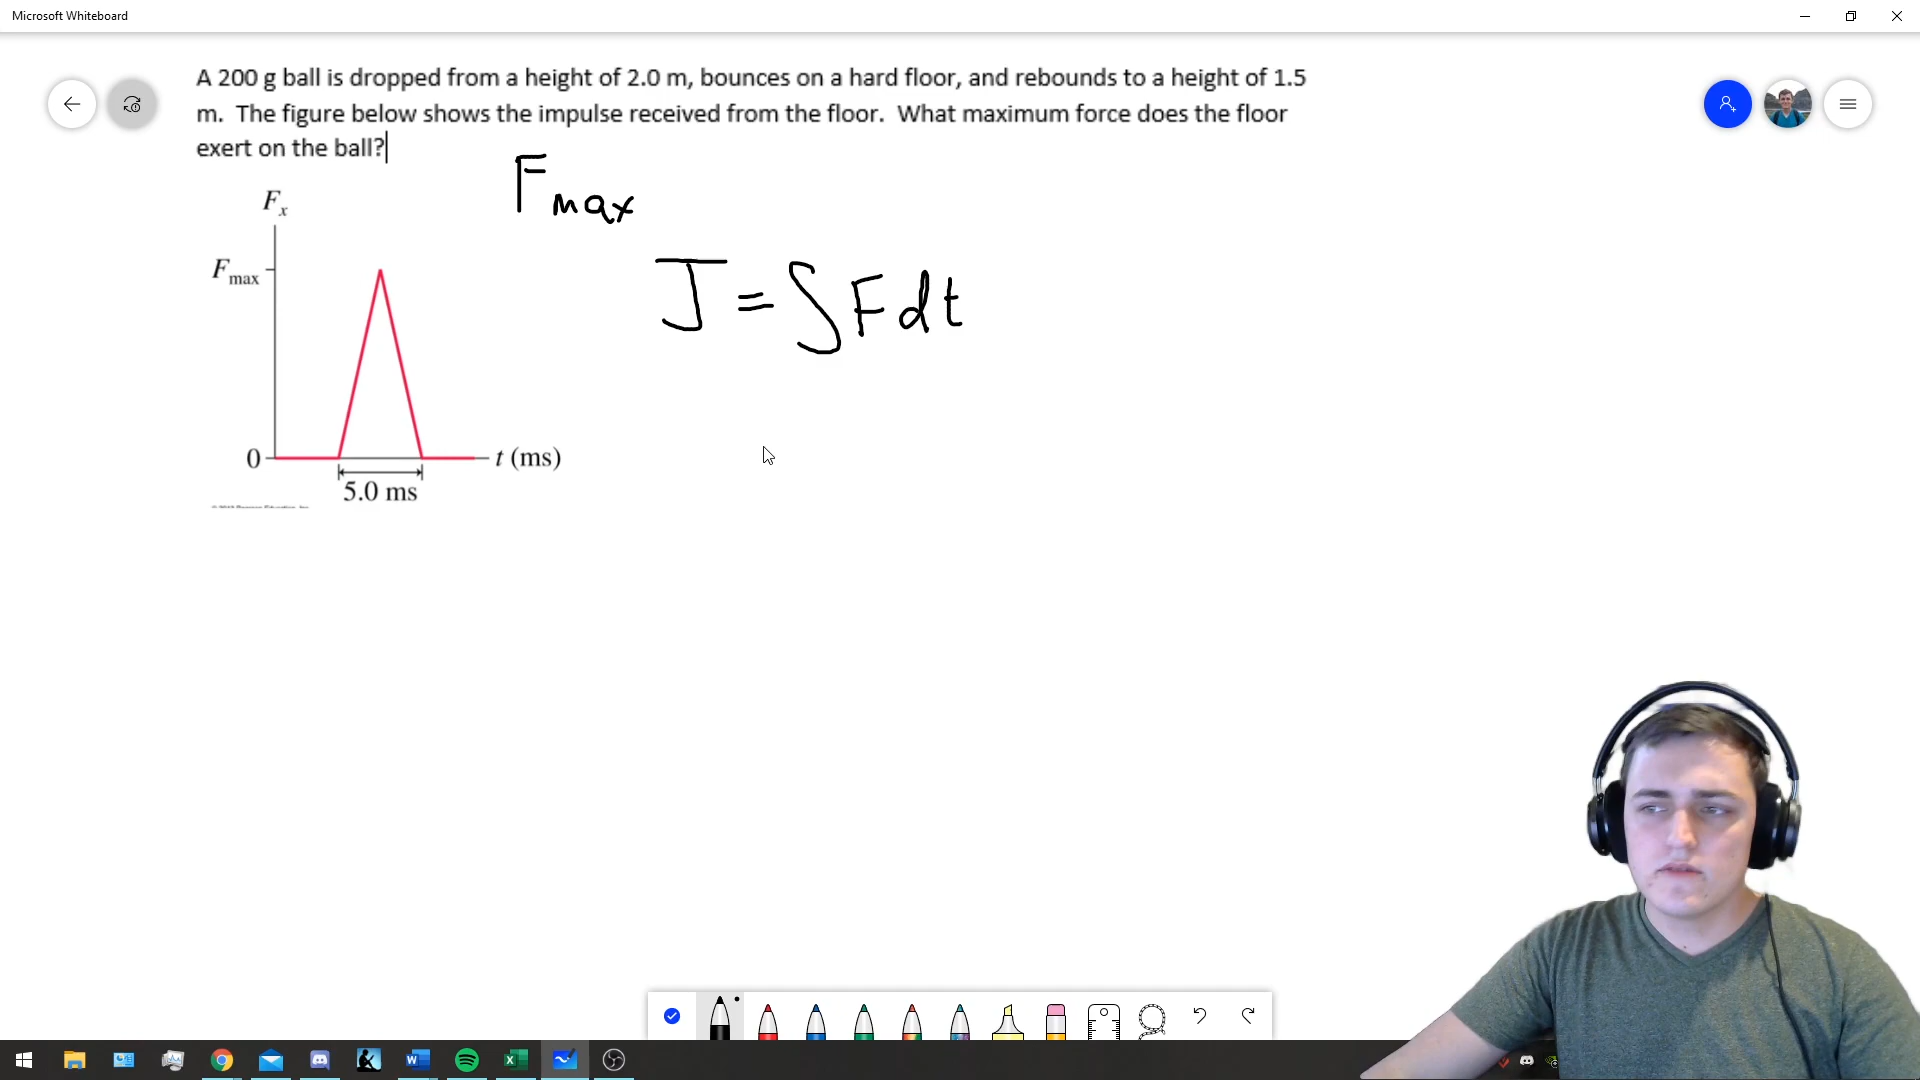 Microsoft Whiteboard
A 200 g ball is dropped from a height of 2.0 m, bounces on a hard floor, and rebounds to a height of 1.5
m. The figure below shows the impulse received from the floor. What maximum force does the floor
exert on the ball?
F max
Fx
J = ∫ F dt
Fmax
0
t (ms)
5.0 ms